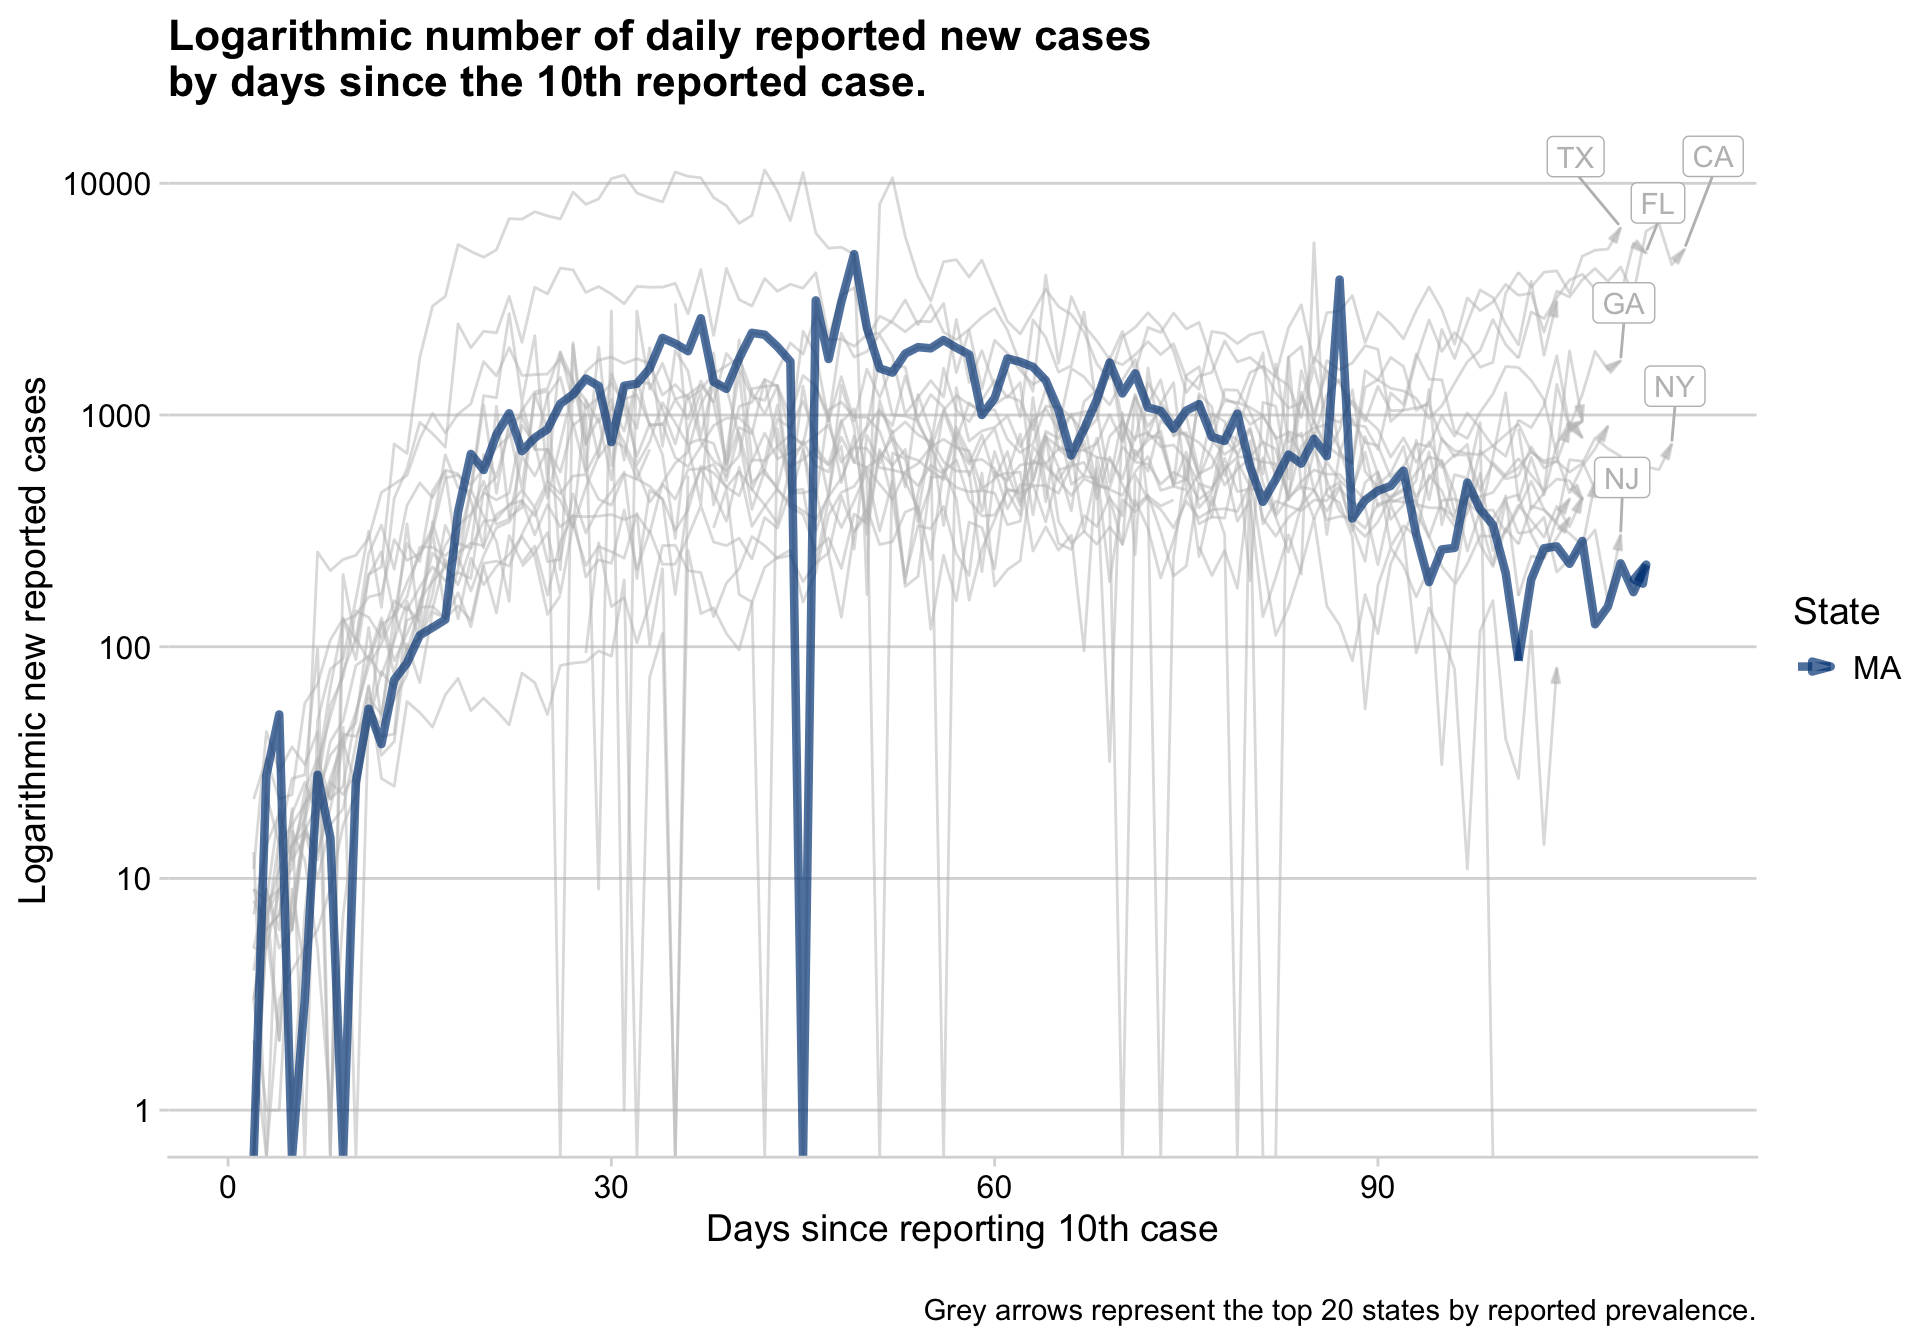 Logarithmic number of daily reported new cases
by days since the 10th reported case.
TX
CA
FL
GA
NY
NJ
10000
1000
100
10
1
Logarithmic new reported cases
0
30
60
90
Days since reporting 10th case
State
MA
Grey arrows represent the top 20 states by reported prevalence.